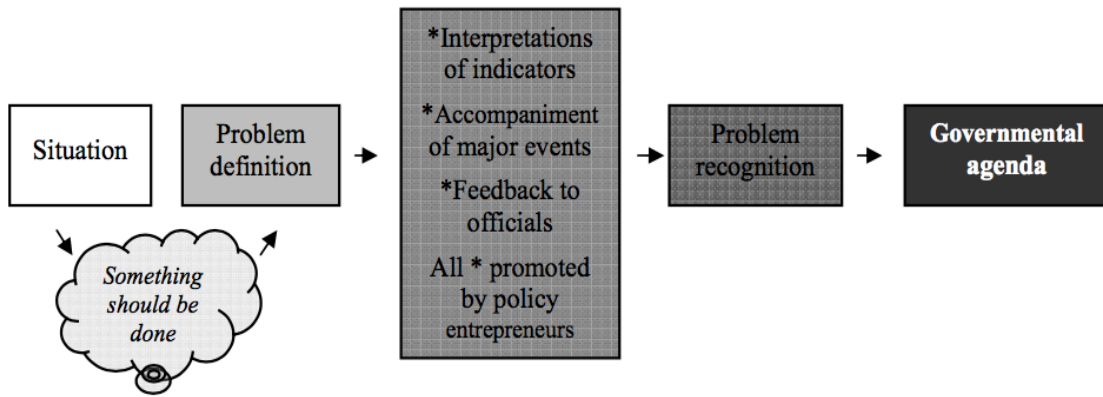 Situation
Something
should be
done
Problem
definition
*Interpretations
of indicators
*Accompaniment
of major events
*Feedback to
officials
All * promoted
by policy
entrepreneurs
Problem
recognition
Governmental
agenda